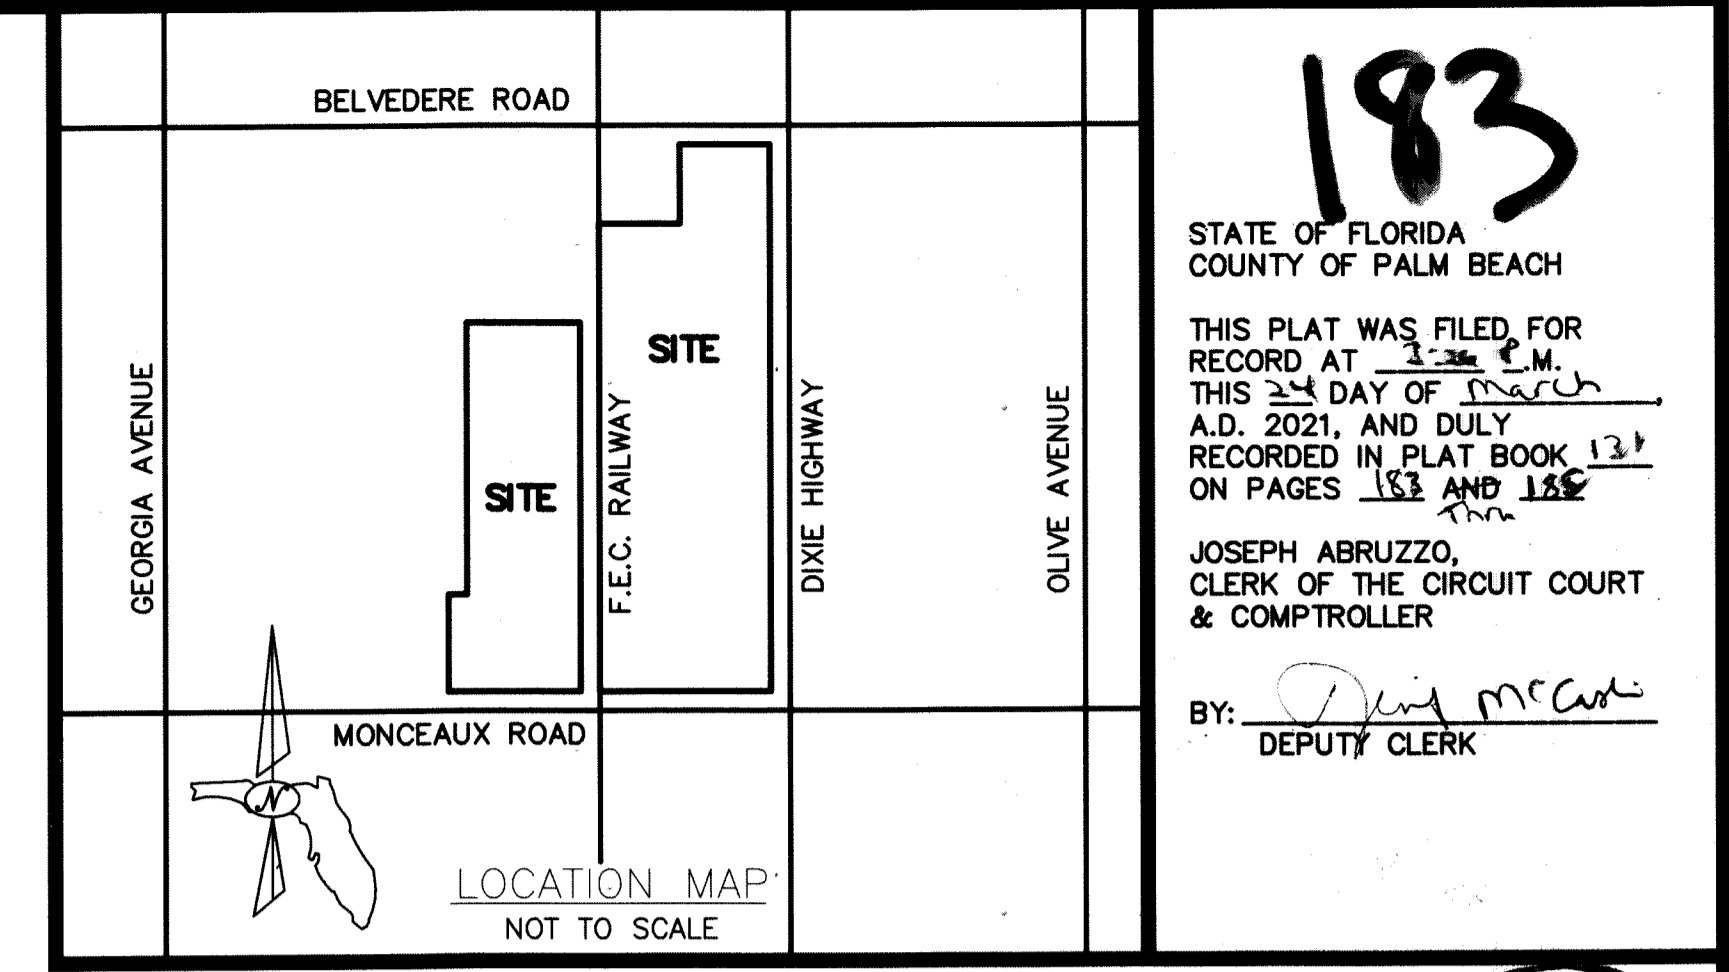 BELVEDERE ROAD
SITE
SITE
GEORGIA AVENUE
F.E.C. RAILWAY
DIXIE HIGHWAY
OLIVE AVENUE
MONCEAUX ROAD
N
LOCATION MAP
NOT TO SCALE
183
STATE OF FLORIDA
COUNTY OF PALM BEACH
THIS PLAT WAS FILED FOR
RECORD AT P.M.
THIS 24 DAY OF March,
A.D. 2021, AND DULY
RECORDED IN PLAT BOOK 131
ON PAGES 183 AND
Thru
JOSEPH ABRUZZO,
CLERK OF THE CIRCUIT COURT
& COMPTROLLER
BY:
DEPUTY CLERK